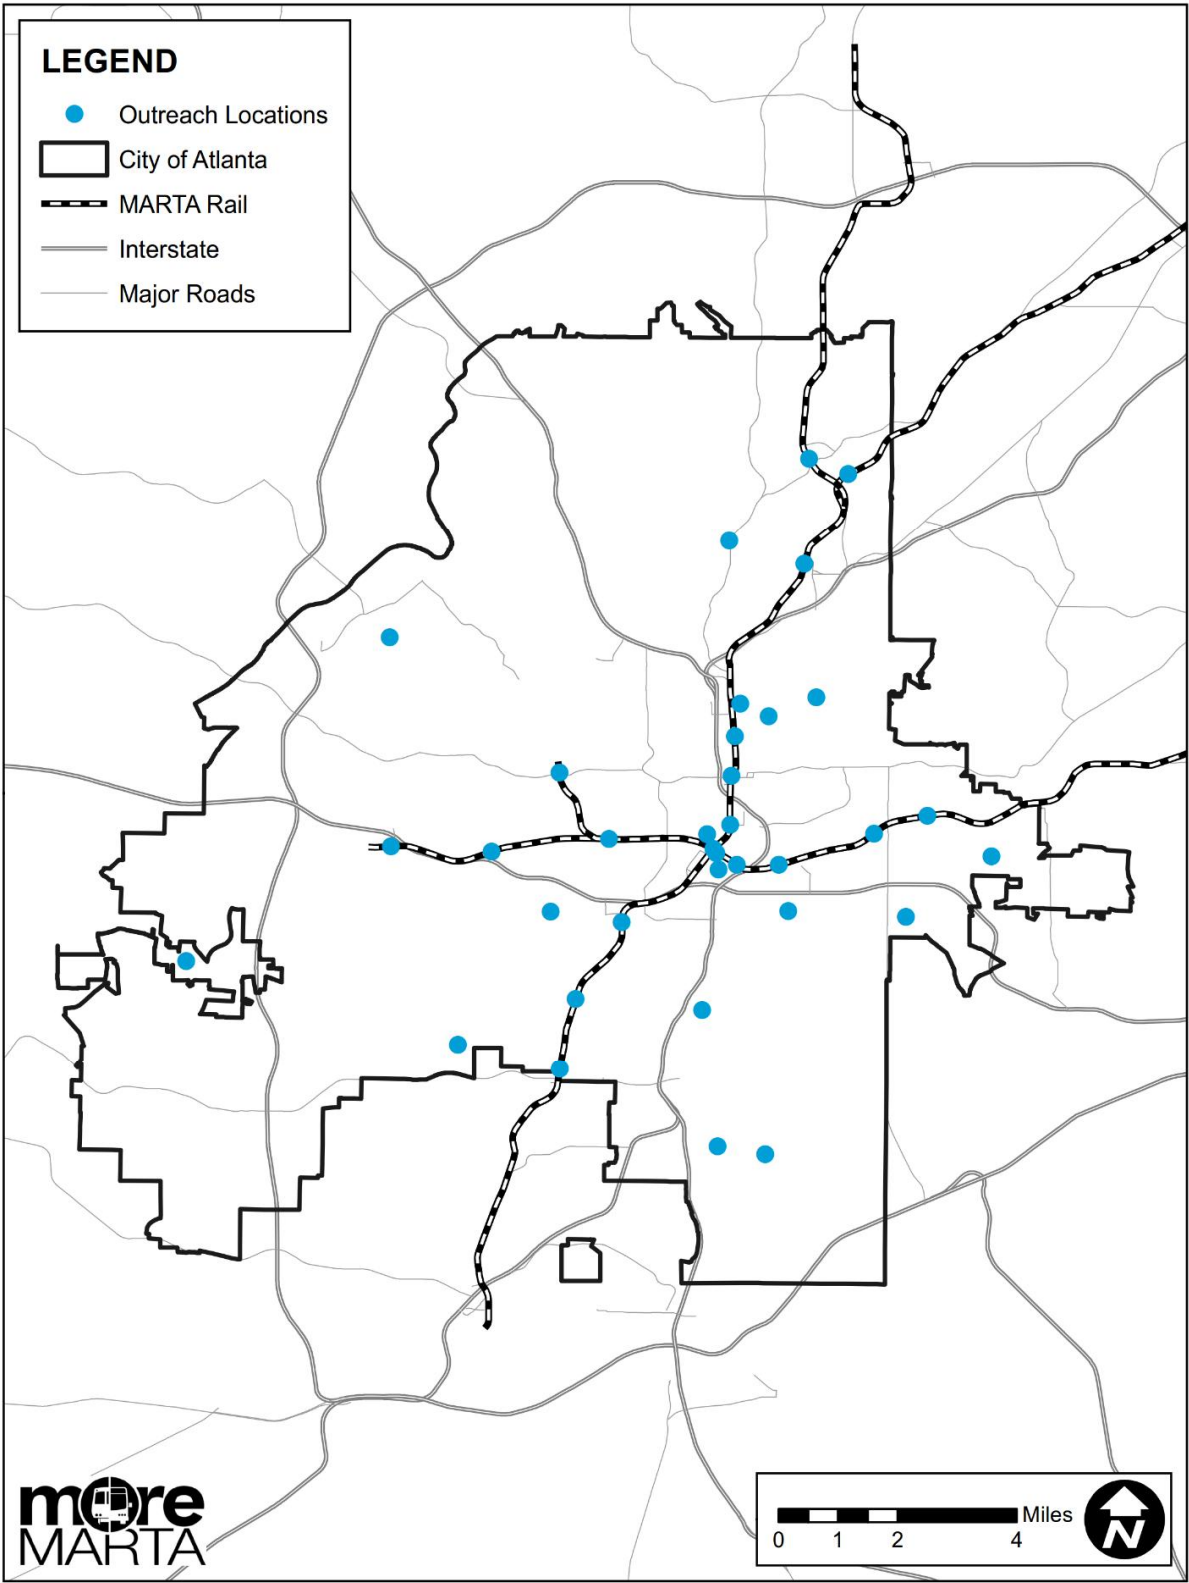 LEGEND
Outreach Locations
City of Atlanta
MARTA Rail
Interstate
Major Roads
more
MARTA
Miles
0 1 2 4
N